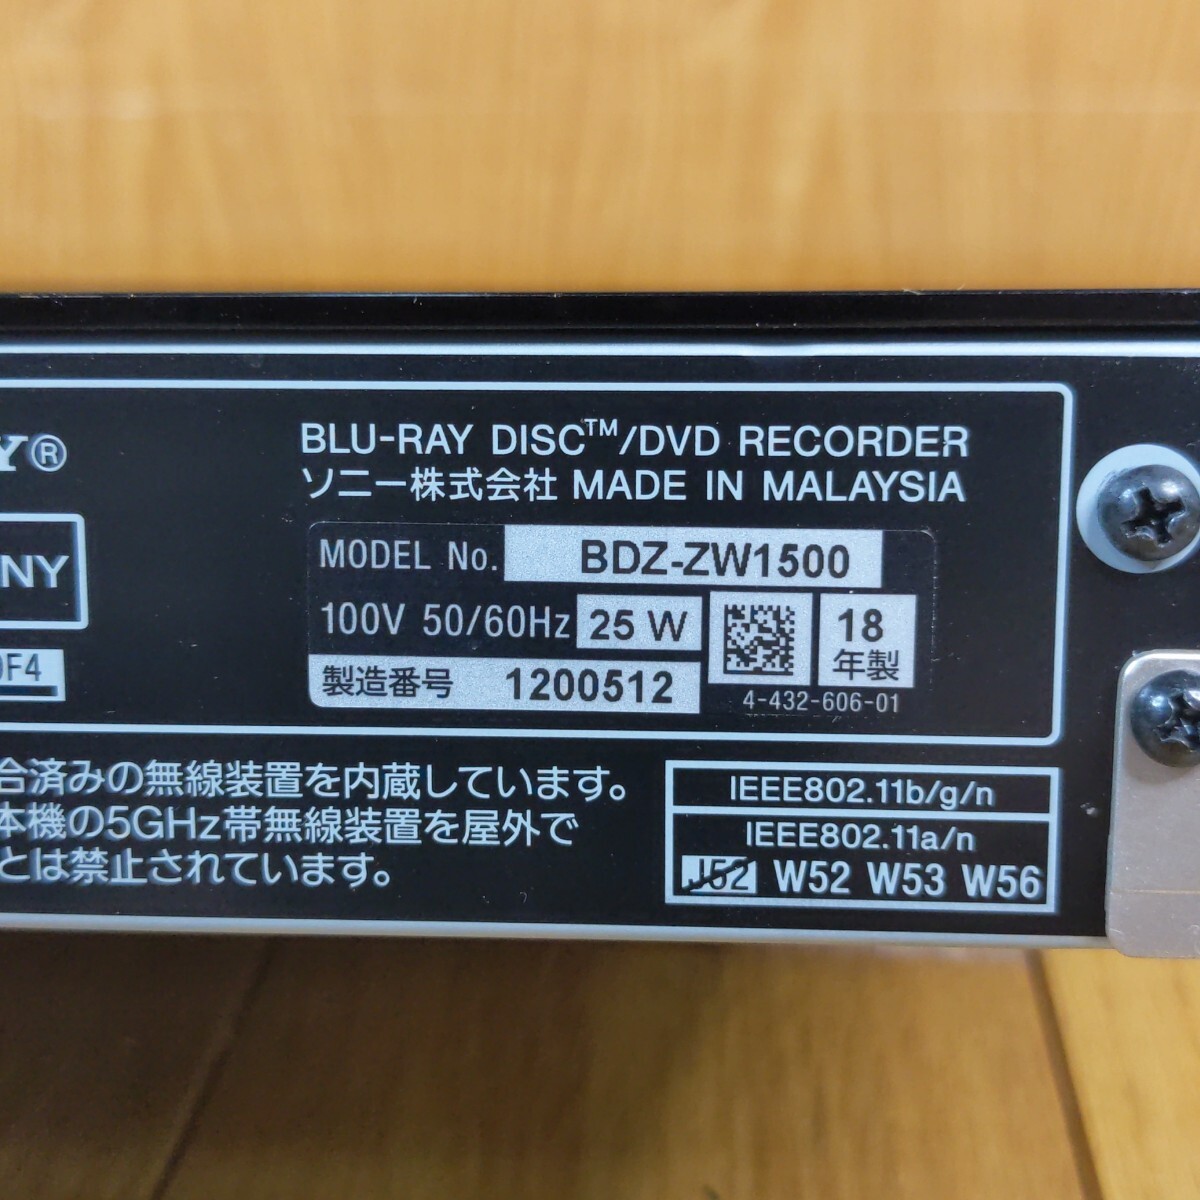 Y®
BLU-RAY DISC™/DVD RECORDER
ソニー株式会社 MADE IN MALAYSIA
NY
MODEL No. BDZ-ZW1500
100V 50/60Hz 25 W
18
年製
0F4
製造番号 1200512
4-432-606-01
合済みの無線装置を内蔵しています。
本機の5GHz帯無線装置を屋外で
とは禁止されています。
IEEE802.11b/g/n
IEEE802.11a/n
J52 W52 W53 W56